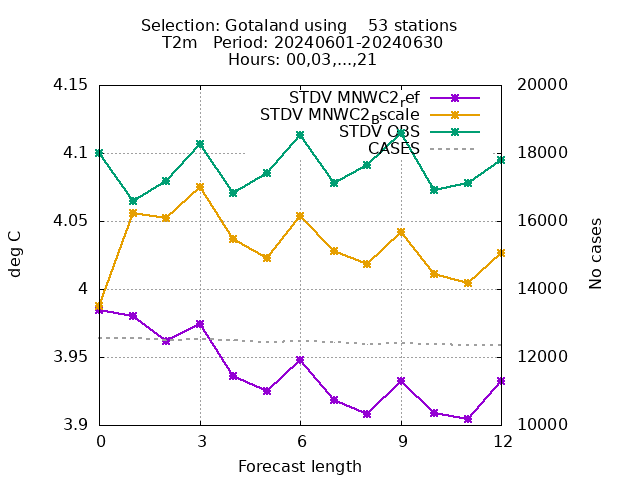 Selection: Gotaland using    53 stations
T2m   Period: 20240601-20240630
Hours: 00,03,...,21
4.15
20000
STDV MNWC2_ref
STDV MNWC2_Bscale
STDV OBS
CASES
4.1
18000
4.05
16000
deg C
No cases
4
14000
3.95
12000
3.9
10000
0
3
6
9
12
Forecast length